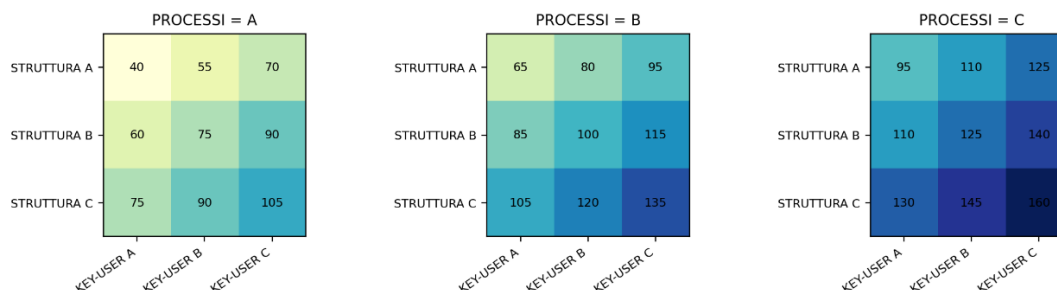 PROCESSI = A
STRUTTURA A 40 55 70
STRUTTURA B 60 75 90
STRUTTURA C 75 90 105
KEY-USER A KEY-USER B KEY-USER C
PROCESSI = B
STRUTTURA A 65 80 95
STRUTTURA B 85 100 115
STRUTTURA C 105 120 135
KEY-USER A KEY-USER B KEY-USER C
PROCESSI = C
STRUTTURA A 95 110 125
STRUTTURA B 110 125 140
STRUTTURA C 130 145 160
KEY-USER A KEY-USER B KEY-USER C